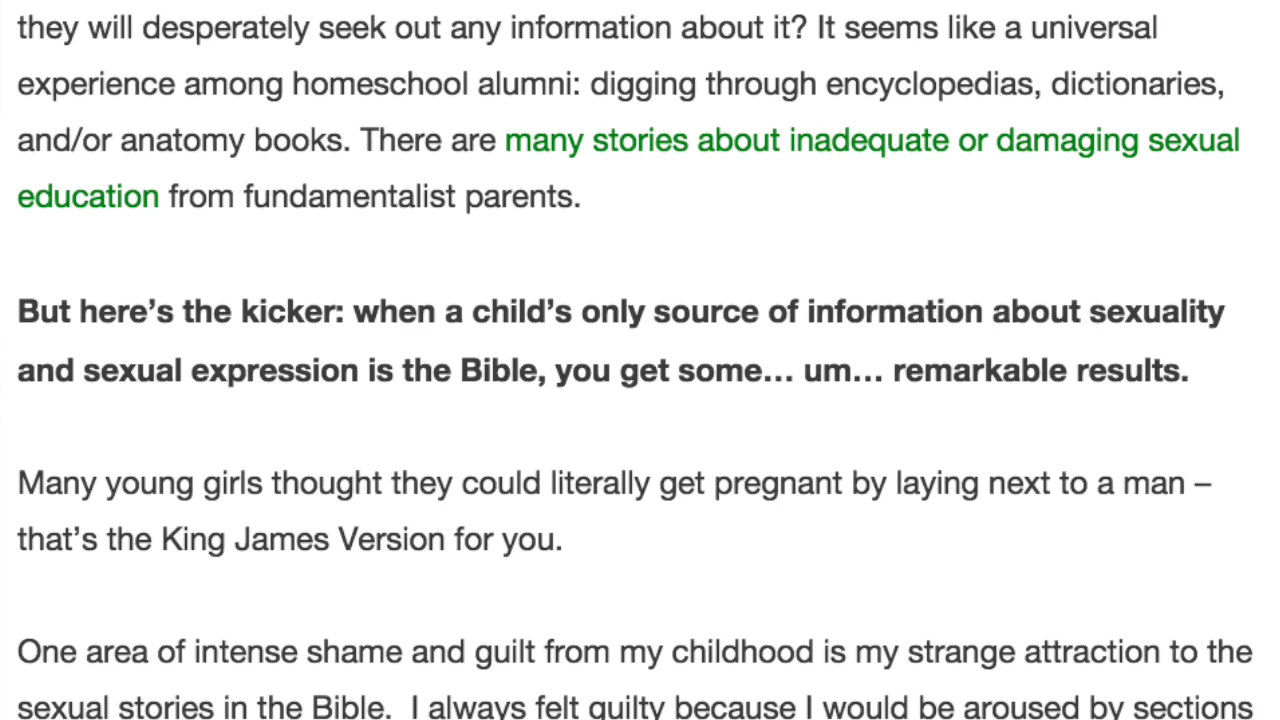 they will desperately seek out any information about it? It seems like a universal
experience among homeschool alumni: digging through encyclopedias, dictionaries,
and/or anatomy books. There are many stories about inadequate or damaging sexual
education from fundamentalist parents.
But here’s the kicker: when a child’s only source of information about sexuality
and sexual expression is the Bible, you get some… um… remarkable results.
Many young girls thought they could literally get pregnant by laying next to a man –
that’s the King James Version for you.
One area of intense shame and guilt from my childhood is my strange attraction to the
sexual stories in the Bible.  I always felt guilty because I would be aroused by sections